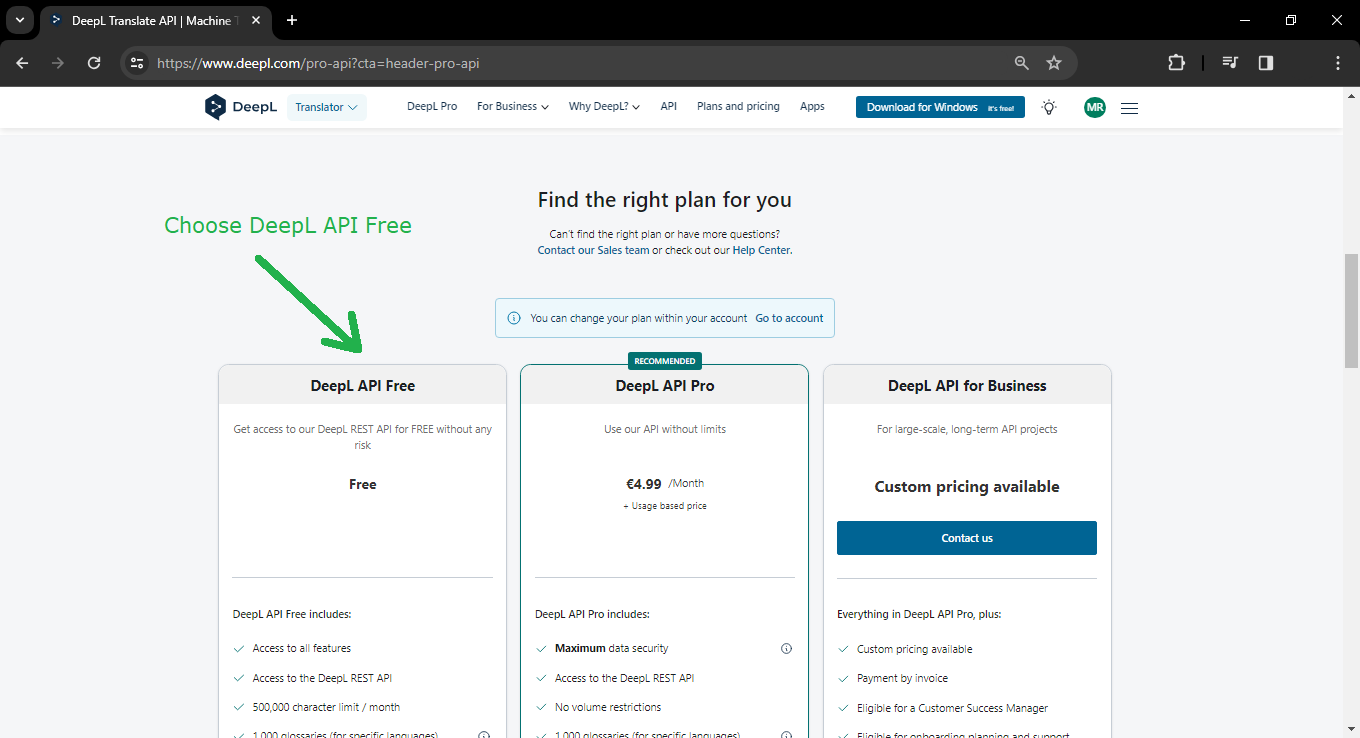 DeepL Translate API | Machine T
https://www.deepl.com/pro-api?cta=header-pro-api
DeepL
Translator
DeepL Pro
For Business
Why DeepL?
API
Plans and pricing
Apps
Download for Windows it's free!
MR
Find the right plan for you
Choose DeepL API Free
Can't find the right plan or have more questions?
Contact our Sales team or check out our Help Center.
You can change your plan within your account Go to account
DeepL API Free
Get access to our DeepL REST API for FREE without any
risk
Free
DeepL API Free includes:
Access to all features
Access to the DeepL REST API
500,000 character limit / month
1,000 glossaries (for specific languages)
RECOMMENDED
DeepL API Pro
Use our API without limits
€4.99 /Month
+ Usage based price
DeepL API Pro includes:
Maximum data security
Access to the DeepL REST API
No volume restrictions
1,000 glossaries (for specific languages)
DeepL API for Business
For large-scale, long-term API projects
Custom pricing available
Contact us
Everything in DeepL API Pro, plus:
Custom pricing available
Payment by invoice
Eligible for a Customer Success Manager
Eligible for onboarding planning and support